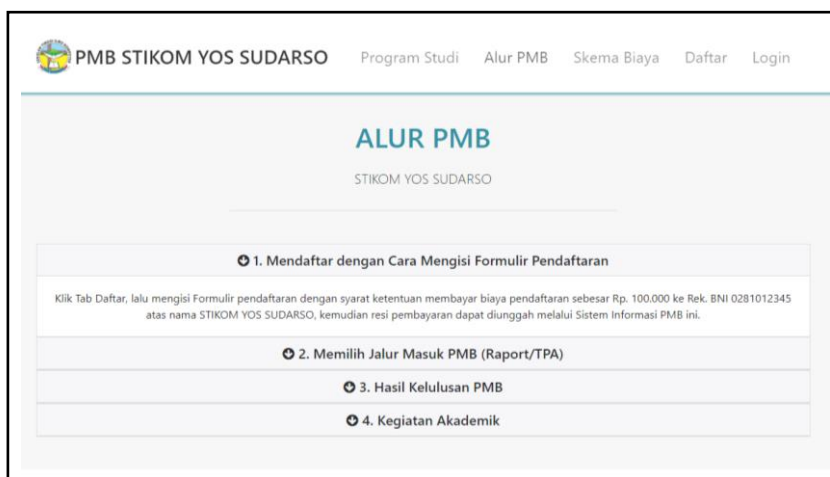 PMB STIKOM YOS SUDARSO Program Studi Alur PMB Skema Biaya Daftar Login
ALUR PMB
STIKOM YOS SUDARSO
1. Mendaftar dengan Cara Mengisi Formulir Pendaftaran
Klik Tab Daftar, lalu mengisi Formulir pendaftaran dengan syarat ketentuan membayar biaya pendaftaran sebesar Rp. 100.000 ke Rek. BNI 0281012345
atas nama STIKOM YOS SUDARSO, kemudian resi pembayaran dapat diunggah melalui Sistem Informasi PMB ini.
2. Memilih Jalur Masuk PMB (Raport/TPA)
3. Hasil Kelulusan PMB
4. Kegiatan Akademik